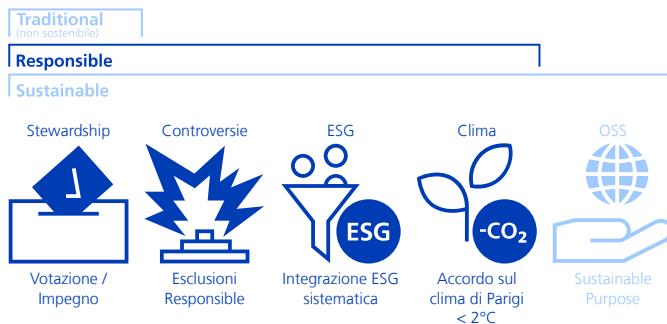 Traditional
(non sostenibile)
Responsible
Sustainable
Stewardship
Controversie
ESG
Clima
OSS
ESG
-CO₂
Votazione /
Impegno
Esclusioni
Responsible
Integrazione ESG
sistematica
Accordo sul
clima di Parigi
< 2°C
Sustainable
Purpose